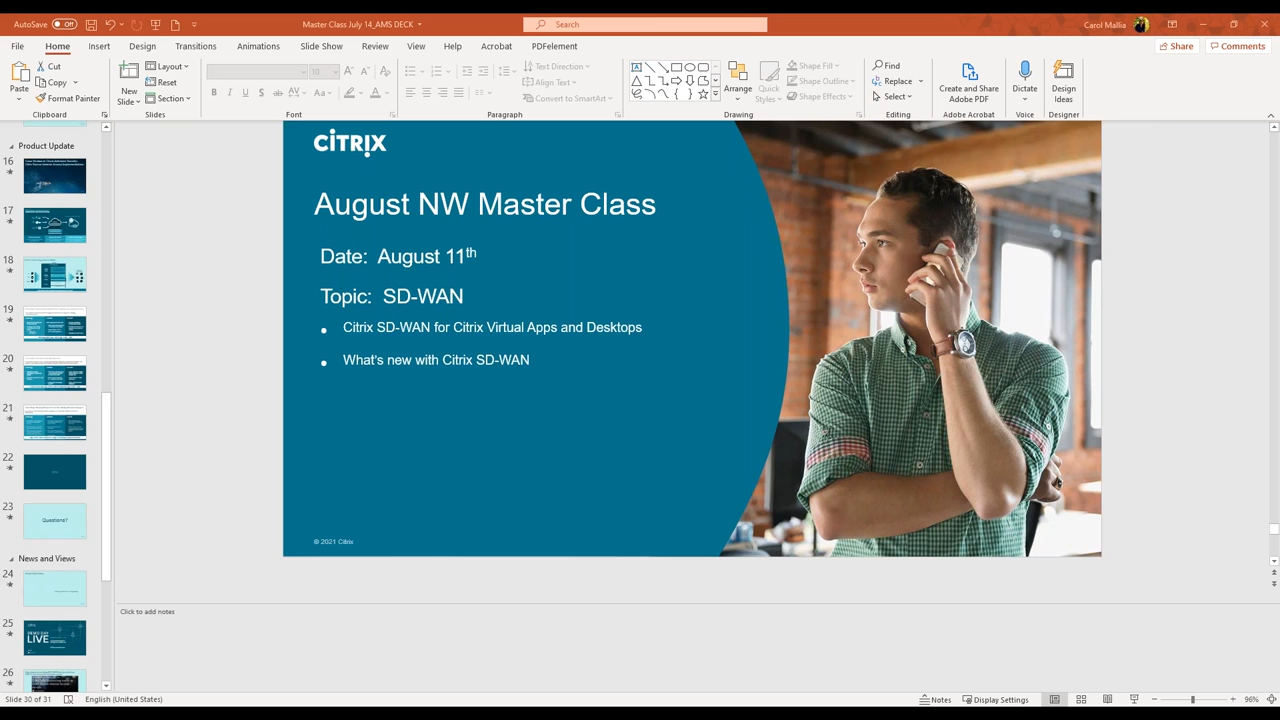 AutoSave
Off
Master Class July 14_AMS DECK
Search
Carol Mallia
File
Home
Insert
Design
Transitions
Animations
Slide Show
Review
View
Help
Acrobat
PDFelement
Share
Comments
Paste
Cut
Copy
Format Painter
Clipboard
New
Slide
Layout
Reset
Section
Slides
10
Font
Text Direction
Align Text
Convert to SmartArt
Paragraph
Arrange
Quick
Styles
Shape Fill
Shape Outline
Shape Effects
Drawing
Find
Replace
Select
Editing
Create and Share
Adobe PDF
Adobe Acrobat
Dictate
Voice
Design
Ideas
Designer
Product Update
16
17
18
19
20
21
22
23
Questions?
News and Views
24
25
DEMO DAY
LIVE
26
CITRIX
August NW Master Class
Date: August 11th
Topic: SD-WAN
• Citrix SD-WAN for Citrix Virtual Apps and Desktops
• What's new with Citrix SD-WAN
© 2021 Citrix
Click to add notes
Slide 30 of 31
English (United States)
Notes
Display Settings
96%